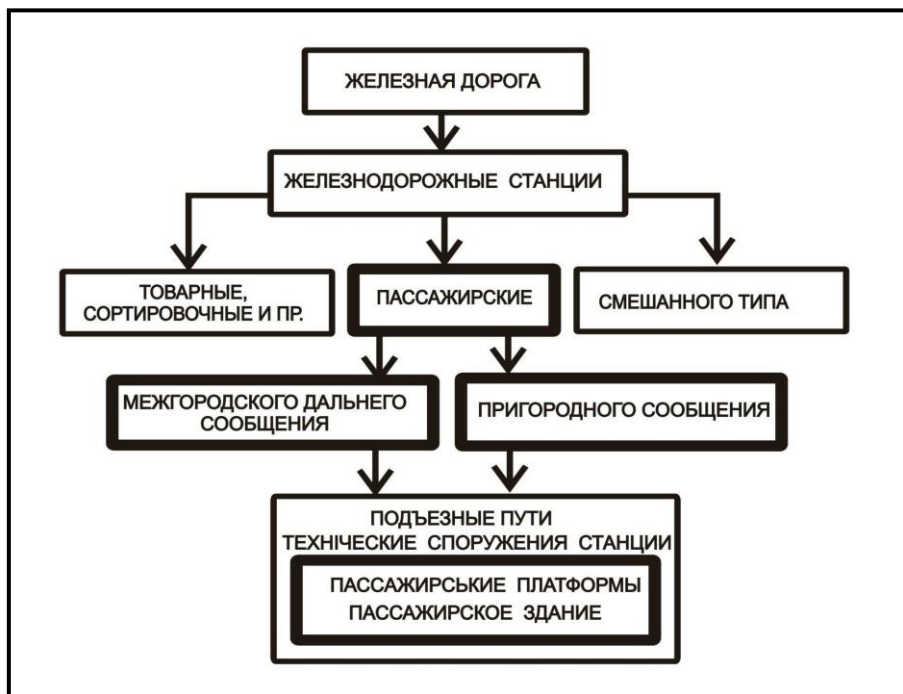 ЖЕЛЕЗНАЯ ДОРОГА
ЖЕЛЕЗНОДОРОЖНЫЕ СТАНЦИИ
ТОВАРНЫЕ,
СОРТИРОВОЧНЫЕ И ПР.
ПАССАЖИРСКИЕ
СМЕШАННОГО ТИПА
МЕЖГОРОДСКОГО ДАЛЬНЕГО
СООБЩЕНИЯ
ПРИГОРОДНОГО СООБЩЕНИЯ
ПОДЪЕЗНЫЕ ПУТИ
ТЕХНІЧЕСКИЕ СПОРУЖЕНИЯ СТАНЦИИ
ПАССАЖИРСЬКИЕ ПЛАТФОРМЫ
ПАССАЖИРСКОЕ ЗДАНИЕ